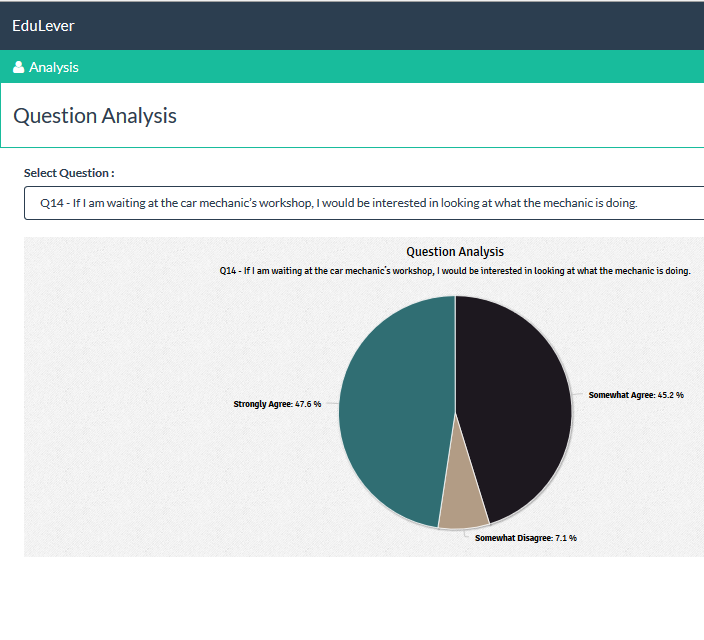 EduLever
Analysis
Question Analysis
Select Question :
Q14 - If I am waiting at the car mechanic's workshop, I would be interested in looking at what the mechanic is doing.
Question Analysis
Q14 - If I am waiting at the car mechanic's workshop, I would be interested in looking at what the mechanic is doing.
Somewhat Agree: 45.2 %
Strongly Agree: 47.6 %
Somewhat Disagree: 7.1 %